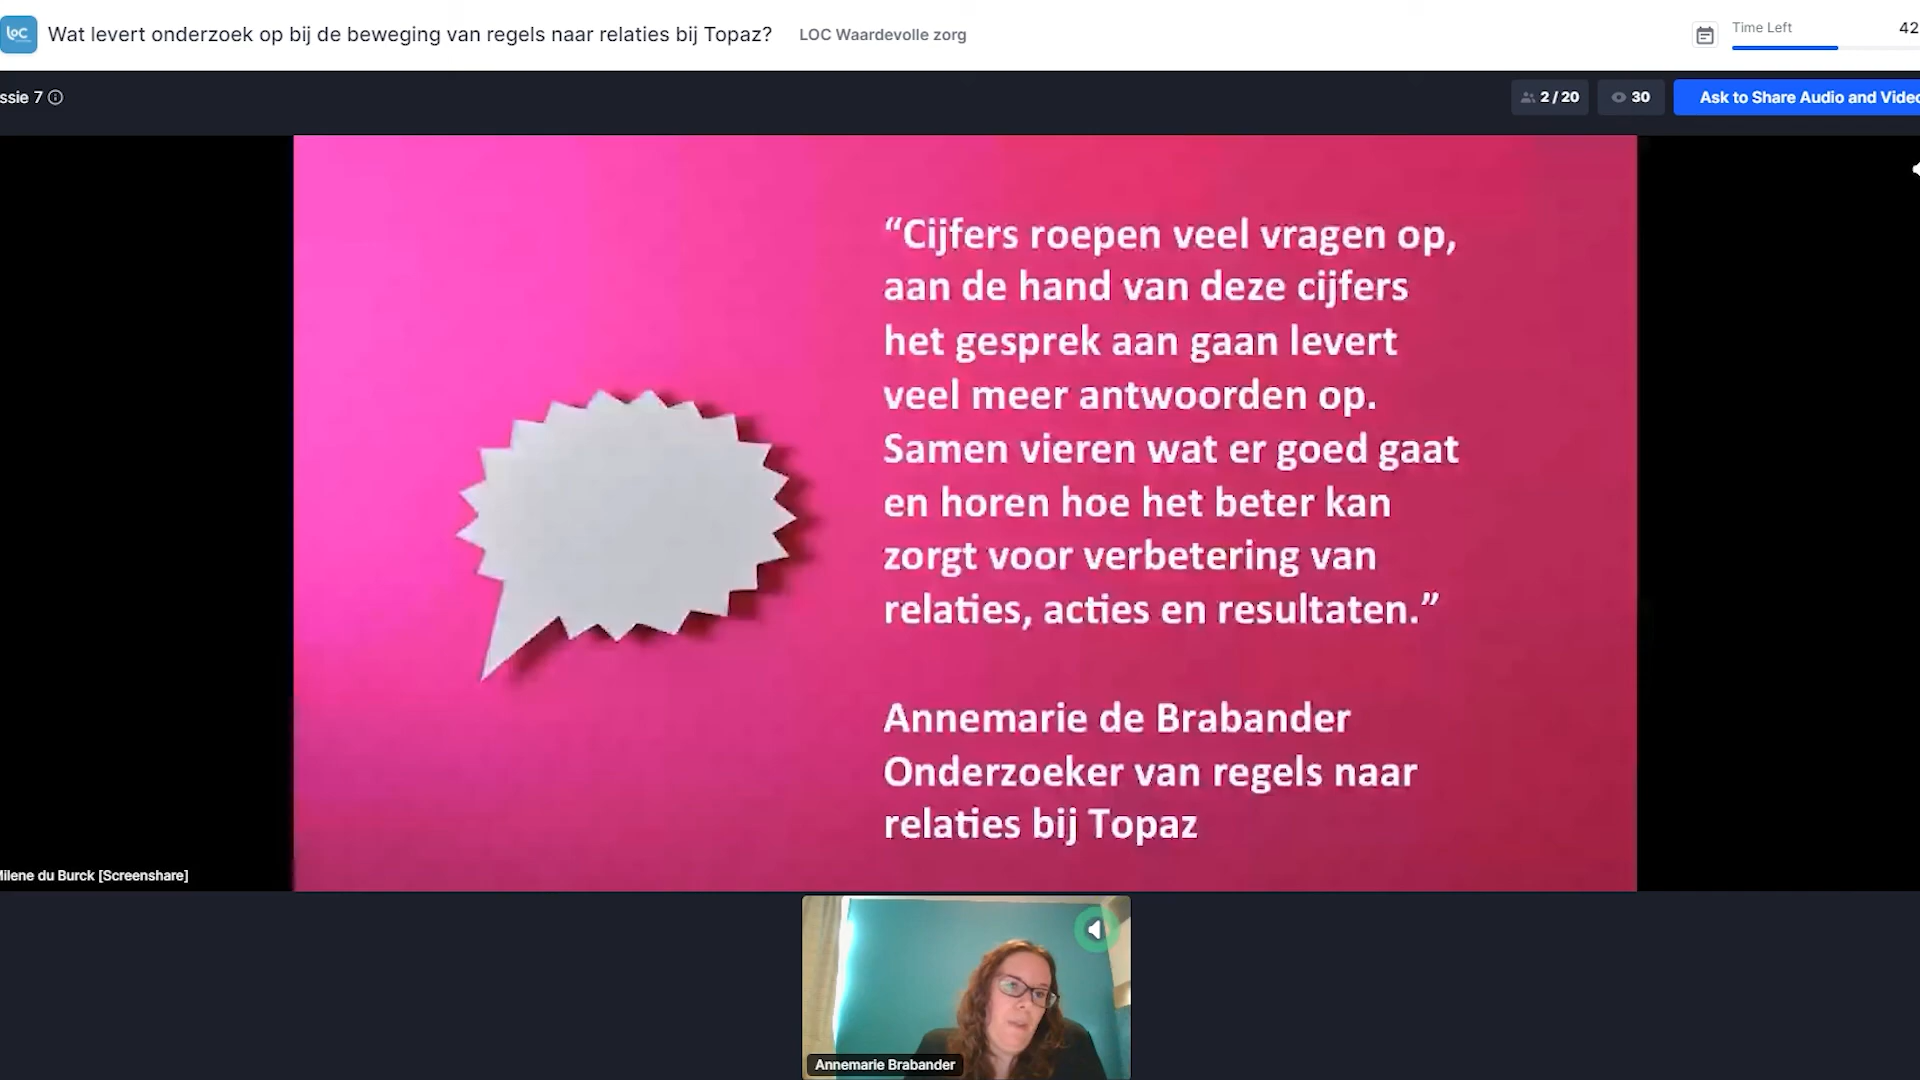 LOC
Wat levert onderzoek op bij de beweging van regels naar relaties bij Topaz?
LOC Waardevolle zorg
Time Left
42
ssie 7
2 / 20
30
Ask to Share Audio and Video
“Cijfers roepen veel vragen op,
aan de hand van deze cijfers
het gesprek aan gaan levert
veel meer antwoorden op.
Samen vieren wat er goed gaat
en horen hoe het beter kan
zorgt voor verbetering van
relaties, acties en resultaten.”
Annemarie de Brabander
Onderzoeker van regels naar
relaties bij Topaz
Milene du Burck [Screenshare]
Annemarie Brabander